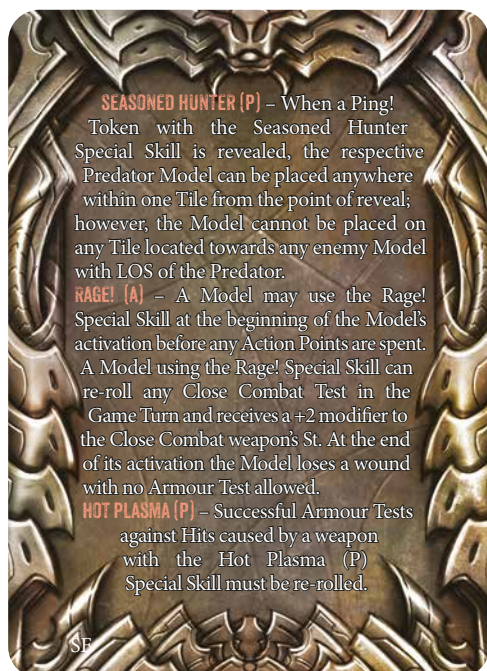 SEASONED HUNTER (P) – When a Ping!
Token with the Seasoned Hunter
Special Skill is revealed, the respective
Predator Model can be placed anywhere
within one Tile from the point of reveal;
however, the Model cannot be placed on
any Tile located towards any enemy Model
with LOS of the Predator.
RAGE! (A) – A Model may use the Rage!
Special Skill at the beginning of the Model's
activation before any Action Points are spent.
A Model using the Rage! Special Skill can
re-roll any Close Combat Test in the
Game Turn and receives a +2 modifier to
the Close Combat weapon's St. At the end
of its activation the Model loses a wound
with no Armour Test allowed.
HOT PLASMA (P) – Successful Armour Tests
against Hits caused by a weapon
with the Hot Plasma (P)
Special Skill must be re-rolled.
SF